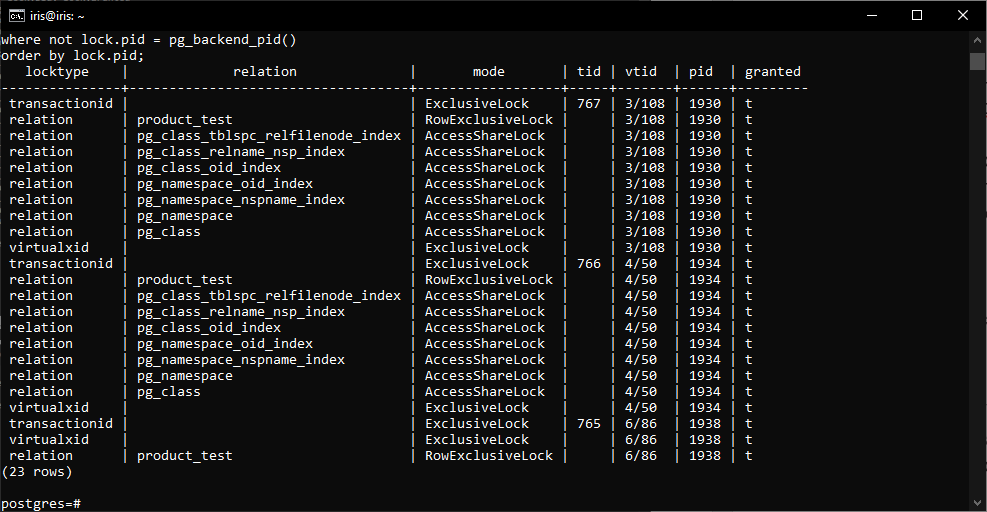 iris@iris: ~
where not lock.pid = pg_backend_pid()
order by lock.pid;
   locktype    |             relation              |       mode       | tid | vtid  | pid  | granted
---------------+-----------------------------------+------------------+-----+-------+------+---------
 transactionid |                                   | ExclusiveLock    | 767 | 3/108 | 1930 | t
 relation      | product_test                      | RowExclusiveLock |     | 3/108 | 1930 | t
 relation      | pg_class_tblspc_relfilenode_index | AccessShareLock  |     | 3/108 | 1930 | t
 relation      | pg_class_relname_nsp_index        | AccessShareLock  |     | 3/108 | 1930 | t
 relation      | pg_class_oid_index                | AccessShareLock  |     | 3/108 | 1930 | t
 relation      | pg_namespace_oid_index            | AccessShareLock  |     | 3/108 | 1930 | t
 relation      | pg_namespace_nspname_index        | AccessShareLock  |     | 3/108 | 1930 | t
 relation      | pg_namespace                      | AccessShareLock  |     | 3/108 | 1930 | t
 relation      | pg_class                          | AccessShareLock  |     | 3/108 | 1930 | t
 virtualxid    |                                   | ExclusiveLock    |     | 3/108 | 1930 | t
 transactionid |                                   | ExclusiveLock    | 766 | 4/50  | 1934 | t
 relation      | product_test                      | RowExclusiveLock |     | 4/50  | 1934 | t
 relation      | pg_class_tblspc_relfilenode_index | AccessShareLock  |     | 4/50  | 1934 | t
 relation      | pg_class_relname_nsp_index        | AccessShareLock  |     | 4/50  | 1934 | t
 relation      | pg_class_oid_index                | AccessShareLock  |     | 4/50  | 1934 | t
 relation      | pg_namespace_oid_index            | AccessShareLock  |     | 4/50  | 1934 | t
 relation      | pg_namespace_nspname_index        | AccessShareLock  |     | 4/50  | 1934 | t
 relation      | pg_namespace                      | AccessShareLock  |     | 4/50  | 1934 | t
 relation      | pg_class                          | AccessShareLock  |     | 4/50  | 1934 | t
 virtualxid    |                                   | ExclusiveLock    |     | 4/50  | 1934 | t
 transactionid |                                   | ExclusiveLock    | 765 | 6/86  | 1938 | t
 virtualxid    |                                   | ExclusiveLock    |     | 6/86  | 1938 | t
 relation      | product_test                      | RowExclusiveLock |     | 6/86  | 1938 | t
(23 rows)
postgres=#